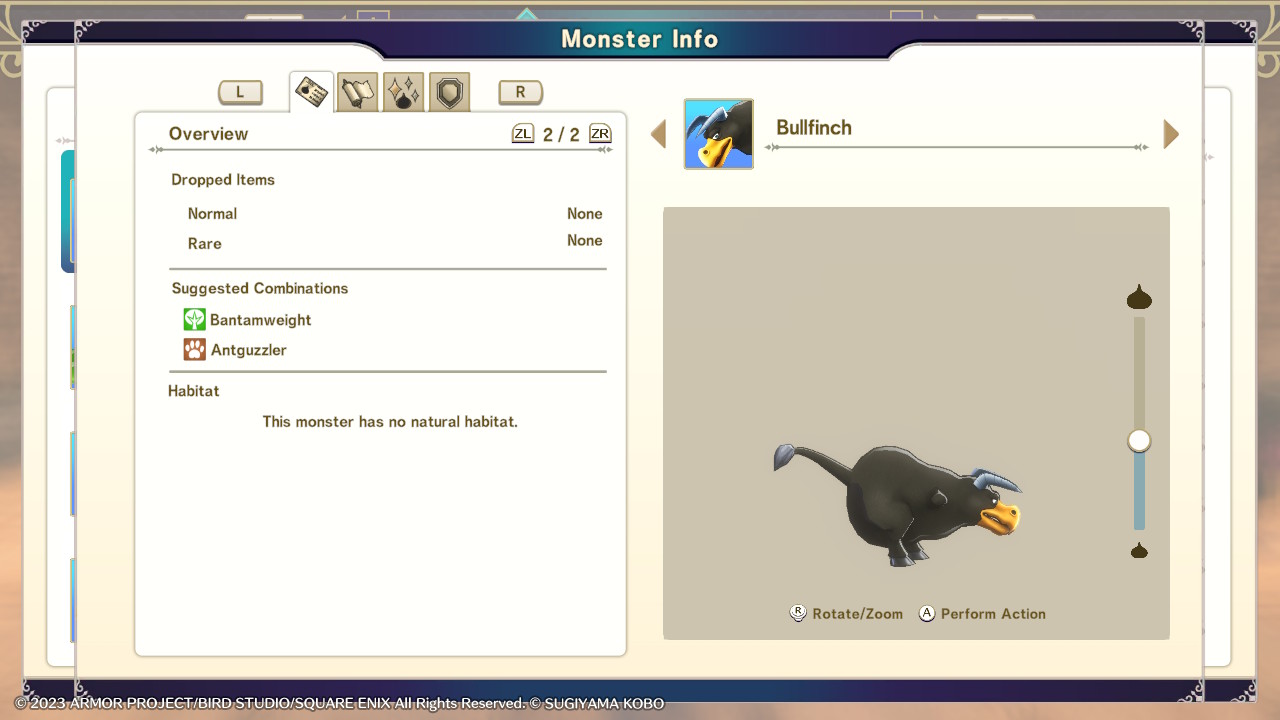 Monster Info
L
R
Overview
ZL 2 / 2 ZR
Dropped Items
Normal None
Rare None
Suggested Combinations
Bantamweight
Antguzzler
Habitat
This monster has no natural habitat.
Bullfinch
R Rotate/Zoom A Perform Action
© 2023 ARMOR PROJECT/BIRD STUDIO/SQUARE ENIX All Rights Reserved. © SUGIYAMA KOBO